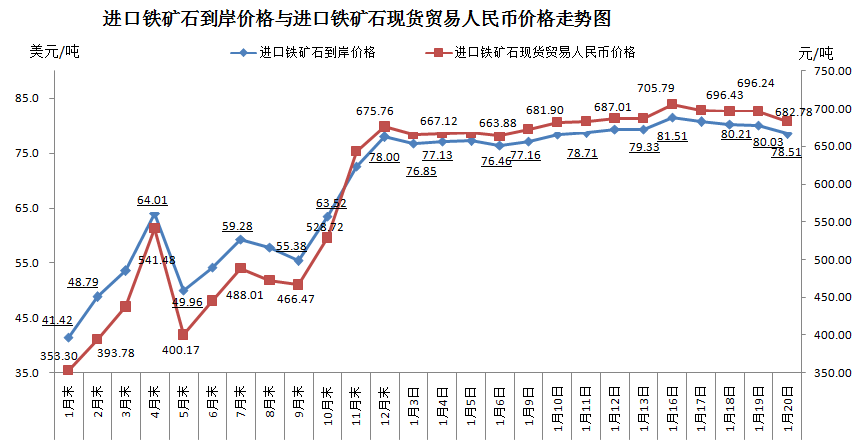 进口铁矿石到岸价格与进口铁矿石现货贸易人民币价格走势图
美元/吨
进口铁矿石到岸价格
进口铁矿石现货贸易人民币价格
元/吨
85.0
75.0
65.0
55.0
45.0
35.0
750.00
700.00
650.00
600.00
550.00
500.00
450.00
400.00
350.00
41.42
48.79
64.01
49.96
59.28
55.38
63.52
78.00
76.85
77.13
76.46
77.16
78.71
79.33
81.51
80.21
80.03
78.51
353.30
393.78
541.48
400.17
488.01
466.47
528.72
675.76
667.12
663.88
681.90
687.01
705.79
696.43
696.24
682.78
1月末
2月末
3月末
4月末
5月末
6月末
7月末
8月末
9月末
10月末
11月末
12月末
1月3日
1月4日
1月5日
1月6日
1月9日
1月10日
1月11日
1月12日
1月13日
1月16日
1月17日
1月18日
1月19日
1月20日